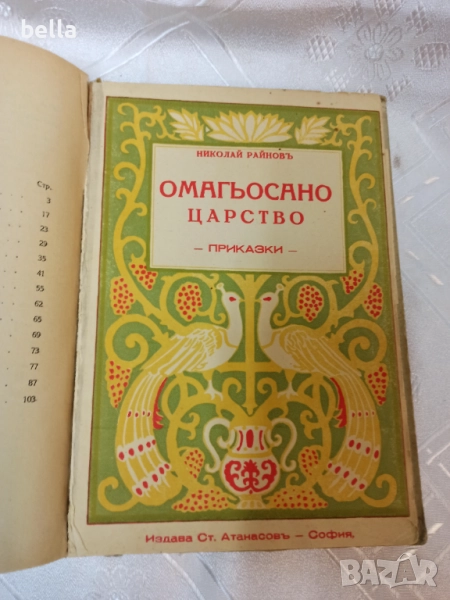 bella
Стр.
3
17
23
29
35
41
55
62
65
69
73
77
87
103
НИКОЛАЙ РАЙНОВЪ
ОМАГЬОСАНО
ЦАРСТВО
— ПРИКАЗКИ —
Издава Ст. Атанасовъ — София.
BAZAR